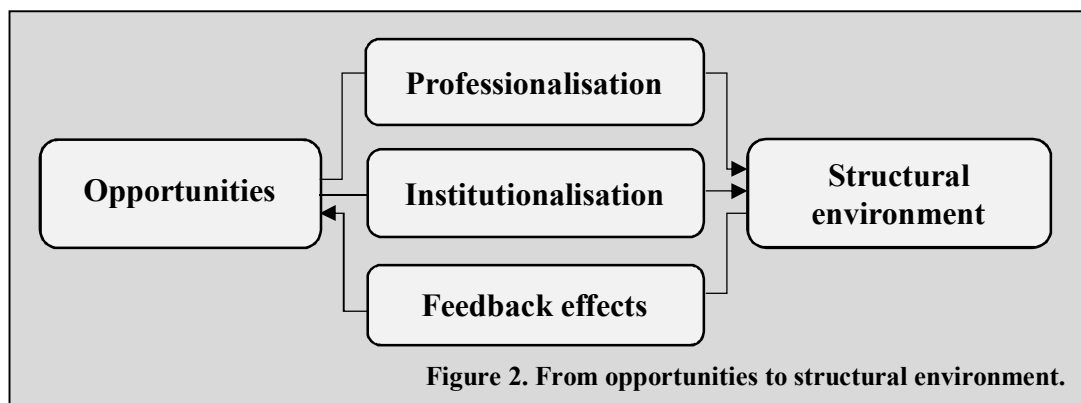 Professionalisation
Opportunities
Institutionalisation
Structural
environment
Feedback effects
Figure 2. From opportunities to structural environment.